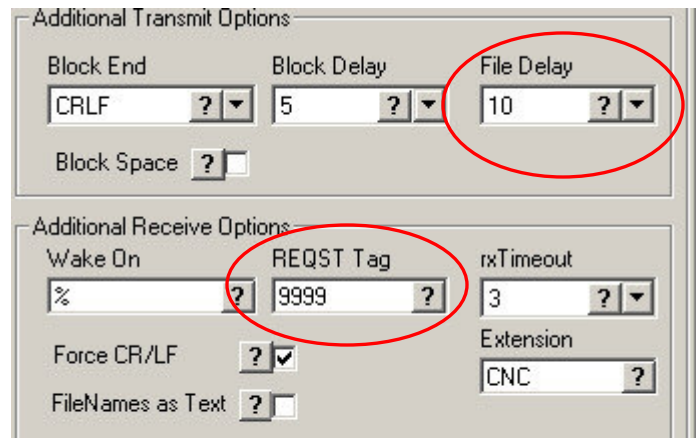 Additional Transmit Options
Block End Block Delay File Delay
CRLF ? 5 ? 10 ?
Block Space ?
Additional Receive Options
Wake On REQST Tag rxTimeout
% ? 9999 ? 3 ?
Force CR/LF ?
Extension
CNC ?
FileNames as Text ?